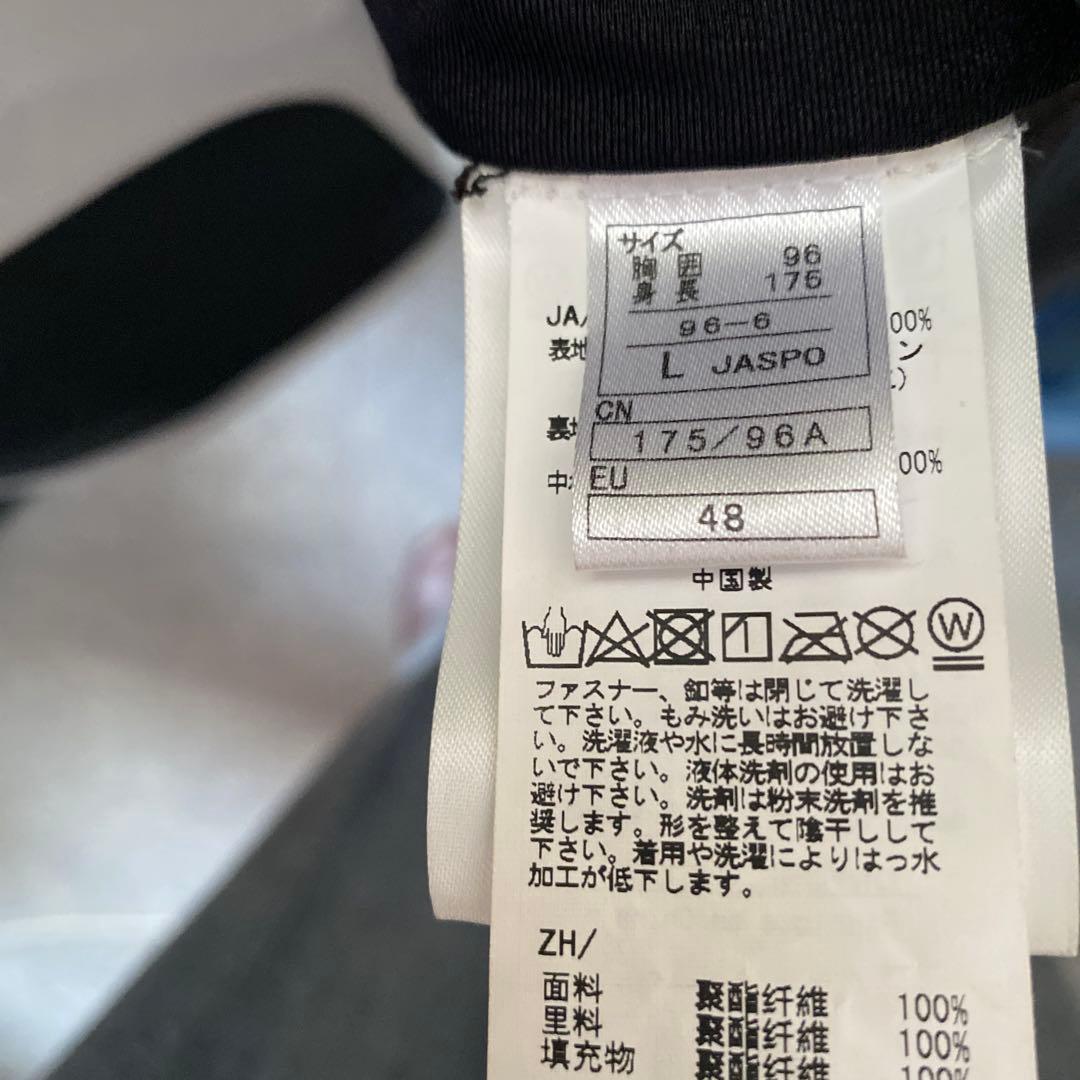 サイズ
胸囲 96
身長 175
96-6
L JASPO
CN
175/96A
EU
48
JA/
00%
表地
ン
裏
中
00%
中国製
W
ファスナー、釦等は閉じて洗濯し
て下さい。もみ洗いはお避け下さ
い。洗濯液や水に長時間放置しな
いで下さい。液体洗剤の使用はお
避け下さい。洗剤は粉末洗剤を推
奨します。形を整えて陰干しして
下さい。着用や洗濯によりはっ水
加工が低下します。
ZH/
面料 聚酯纤维 100%
里料 聚酯纤维 100%
填充物 聚酯纤维 100%